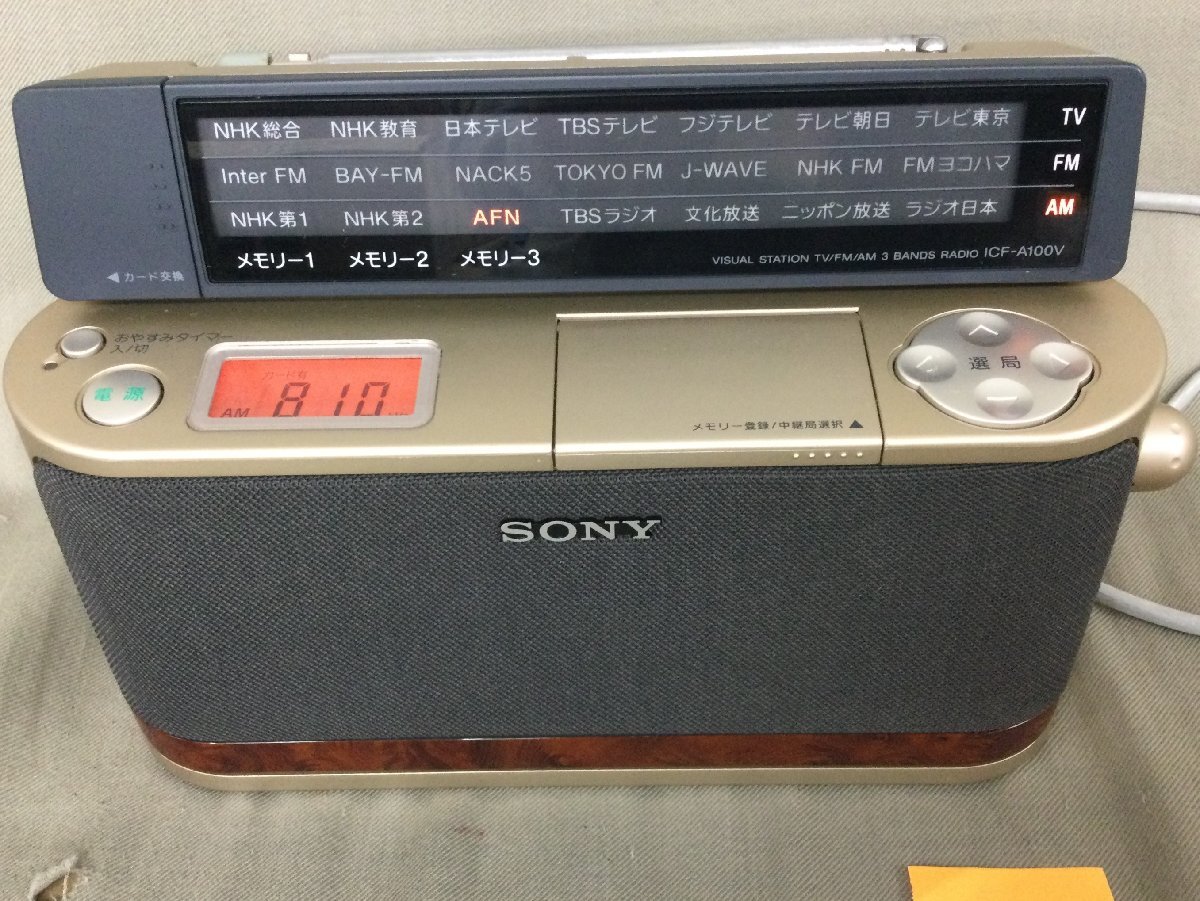 NHK総合 NHK教育 日本テレビ TBSテレビ フジテレビ テレビ朝日 テレビ東京 TV
Inter FM BAY-FM NACK5 TOKYO FM J-WAVE NHK FM FMヨコハマ FM
NHK第1 NHK第2 AFN TBSラジオ 文化放送 ニッポン放送 ラジオ日本 AM
メモリー1 メモリー2 メモリー3
VISUAL STATION TV/FM/AM 3 BANDS RADIO ICF-A100V
◀ カード交換
おやすみタイマー
入/切
電源
カード有
AM 810
選局
メモリー登録/中継局選択 ▲
SONY